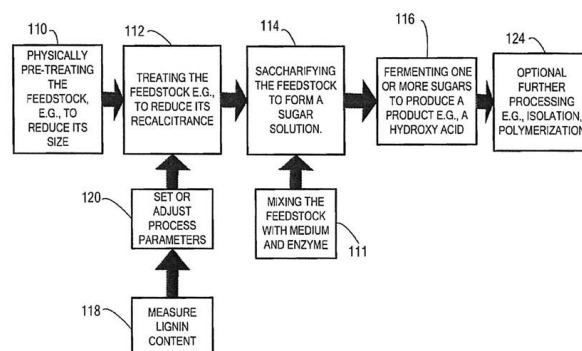 110
PHYSICALLY
PRE-TREATING
THE
FEEDSTOCK,
E.G., TO
REDUCE ITS
SIZE
112
TREATING THE
FEEDSTOCK E.G.,
TO REDUCE ITS
RECALCITRANCE
114
SACCHARIFYING
THE FEEDSTOCK
TO FORM A
SUGAR
SOLUTION.
116
FERMENTING ONE
OR MORE SUGARS
TO PRODUCE A
PRODUCT E.G., A
HYDROXY ACID
124
OPTIONAL
FURTHER
PROCESSING
E.G., ISOLATION,
POLYMERIZATION
120
SET OR
ADJUST
PROCESS
PARAMETERS
MIXING THE
FEEDSTOCK
WITH MEDIUM
AND ENZYME
111
118
MEASURE
LIGNIN
CONTENT